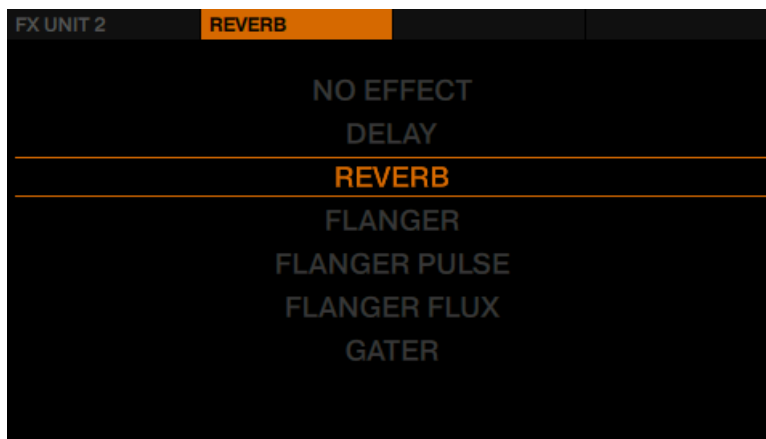 FX UNIT 2 REVERB
NO EFFECT
DELAY
REVERB
FLANGER
FLANGER PULSE
FLANGER FLUX
GATER